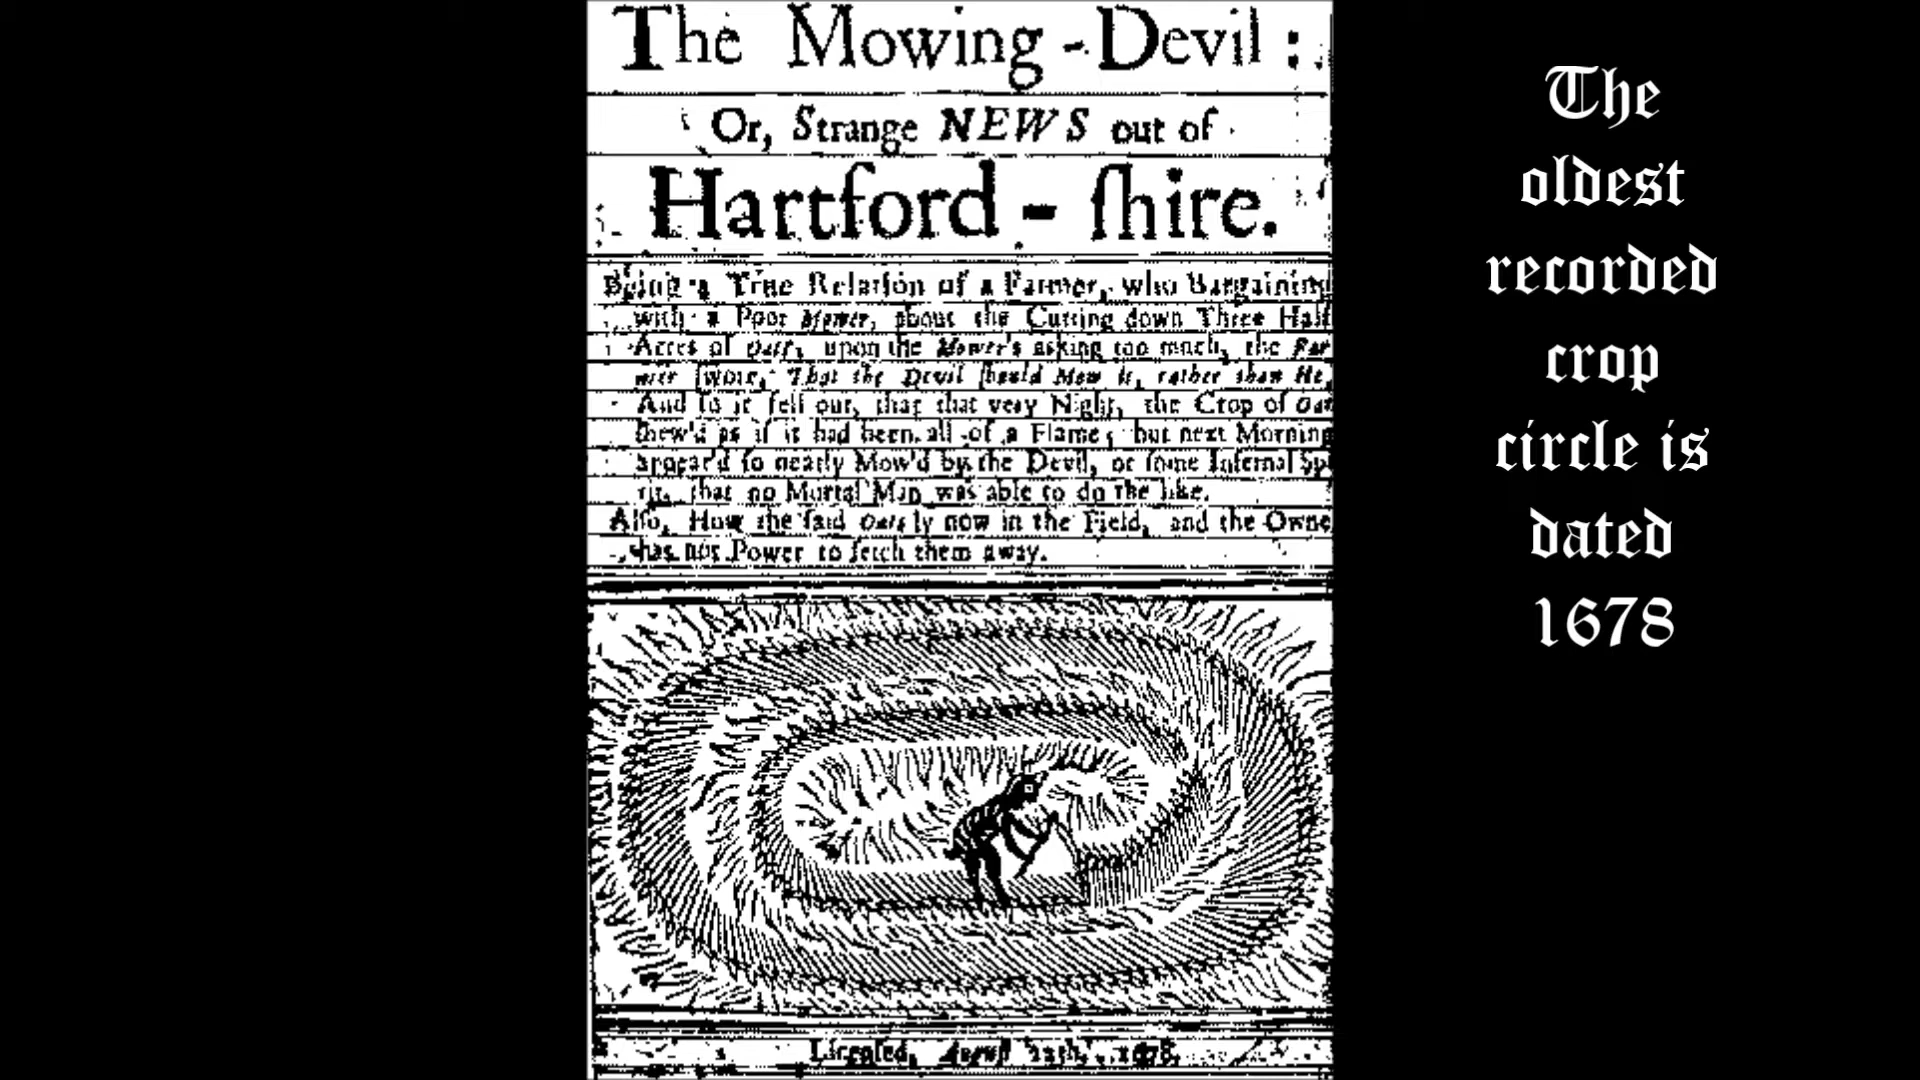 The Mowing-Devil:
Or, Strange NEWS out of
Hartford-ſhire.
Being a True Relation of a Farmer, who Bargaining
with a Poor Mower, about the Cutting down Three Half
Acres of Oats, upon the Mower's asking too much, the Far
mer ſwore, That the Devil ſhould Mow it, rather than He,
And ſo it fell out, that that very Night, the Crop of Oat
ſhew'd as if it had been all of a Flame; but next Morning
appear'd ſo neatly Mow'd by the Devil, or ſome Infernal Spi
rit, that no Mortal Man was able to do the like.
Alſo, How the ſaid Oats ly now in the Field, and the Owne
has not Power to fetch them away.
Licenſed, Auguſt 22th, 1678.
The
oldest
recorded
crop
circle is
dated
1678